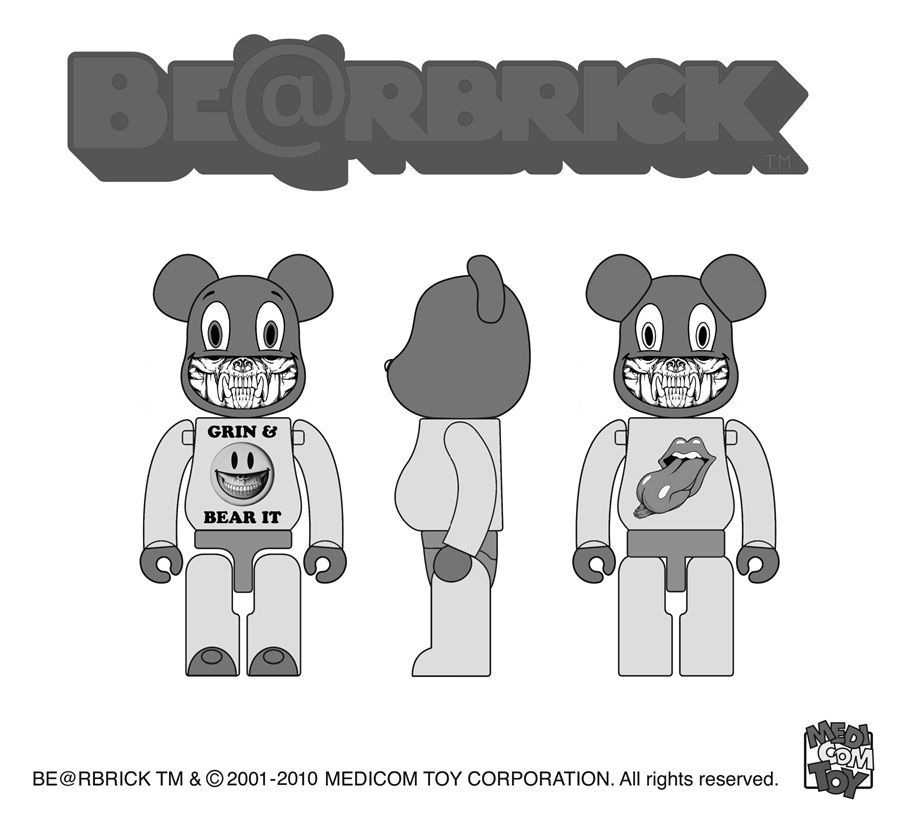 BE@RBRICK
TM
GRIN &
BEAR IT
BE@RBRICK TM & © 2001-2010 MEDICOM TOY CORPORATION. All rights reserved.
MEDI
COM
TOY